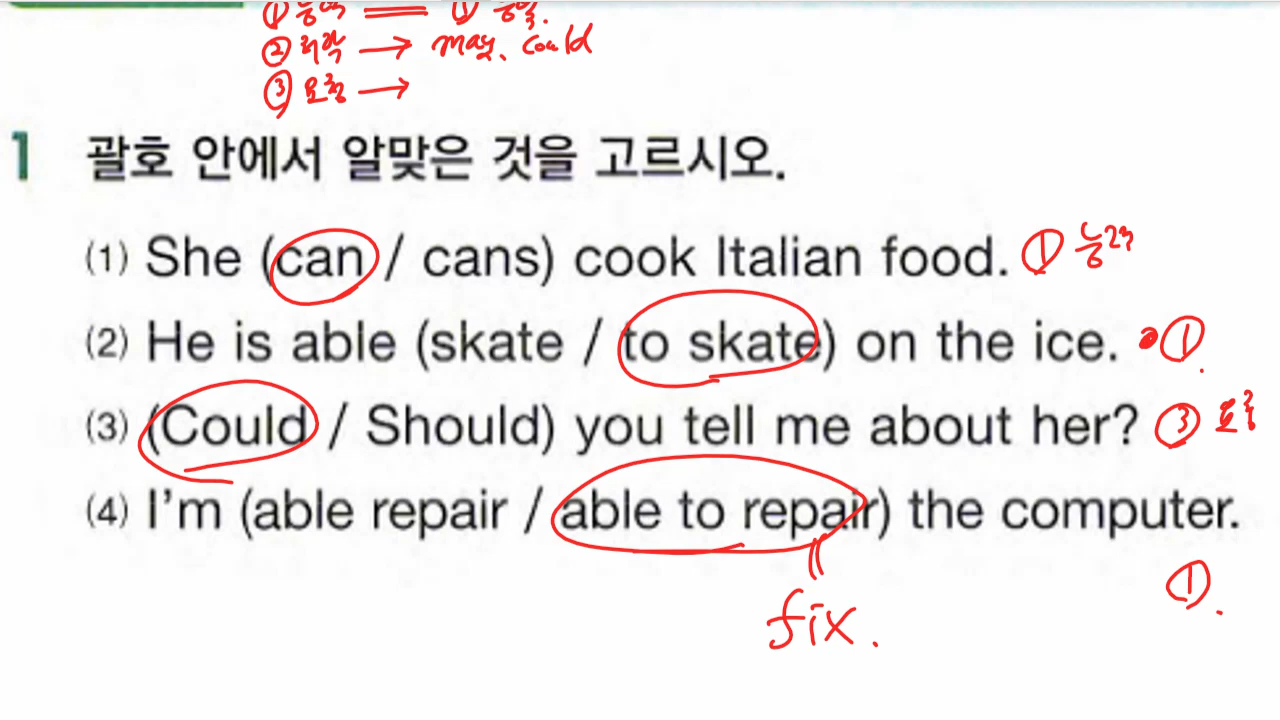 ① 능력 ① 능력.
② 허락 → may, could
③ 요청 →
1 괄호 안에서 알맞은 것을 고르시오.
(1) She (can / cans) cook Italian food. ① 능력
(2) He is able (skate / to skate) on the ice. ①.
(3) (Could / Should) you tell me about her? ③ 요청
(4) I'm (able repair / able to repair) the computer.
①.
fix.